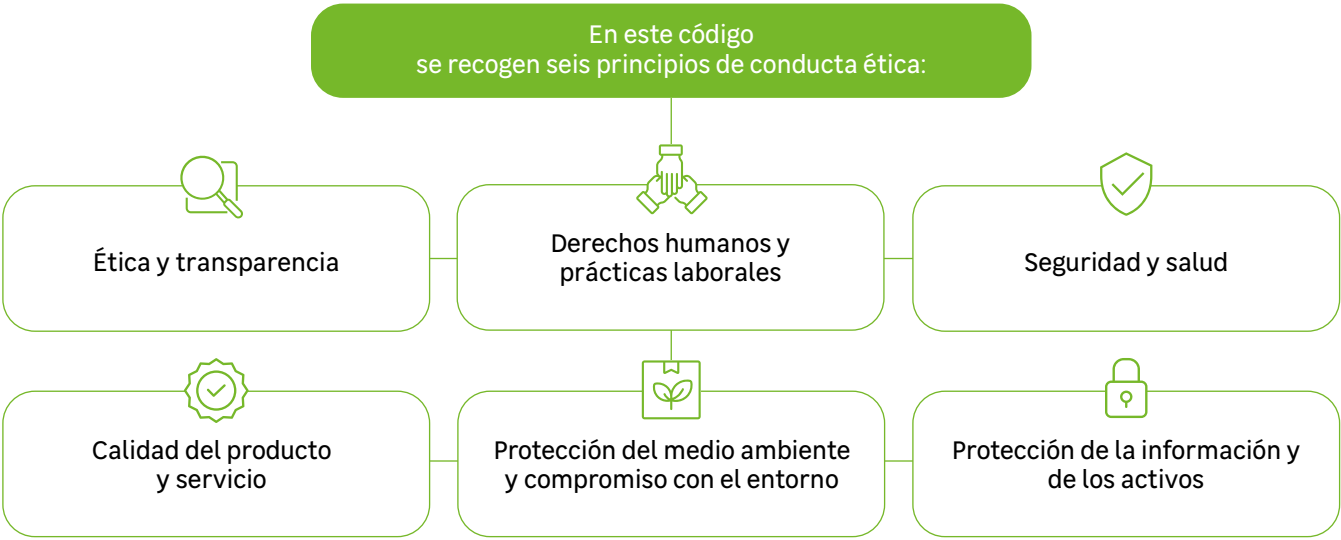 En este código
se recogen seis principios de conducta ética:
Ética y transparencia
Derechos humanos y
prácticas laborales
Seguridad y salud
Calidad del producto
y servicio
Protección del medio ambiente
y compromiso con el entorno
Protección de la información y
de los activos